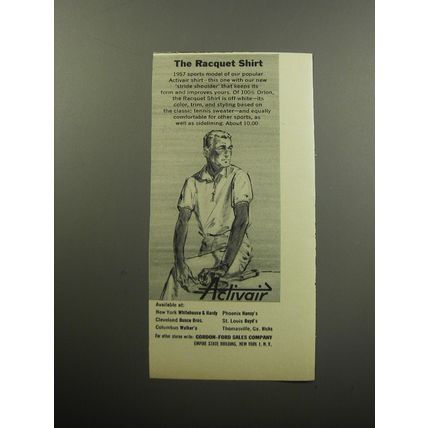 The Racquet Shirt
1957 sports model of our popular
Activair shirt—this one with our new
'stride shoulder' that keeps its
form and improves yours. Of 100% Orlon,
the Racquet Shirt is off-white—its
color, trim, and styling based on
the classic tennis sweater—and equally
comfortable for other sports, as
well as sidelining. About 10.00
Activair
Available at:
New York Whitehouse & Hardy Phoenix Hanny's
Cleveland Bunce Bros. St. Louis Boyd's
Columbus Walker's Thomasville, Ga. Hicks
For other stores write: GORDON-FORD SALES COMPANY
EMPIRE STATE BUILDING, NEW YORK 1, N. Y.